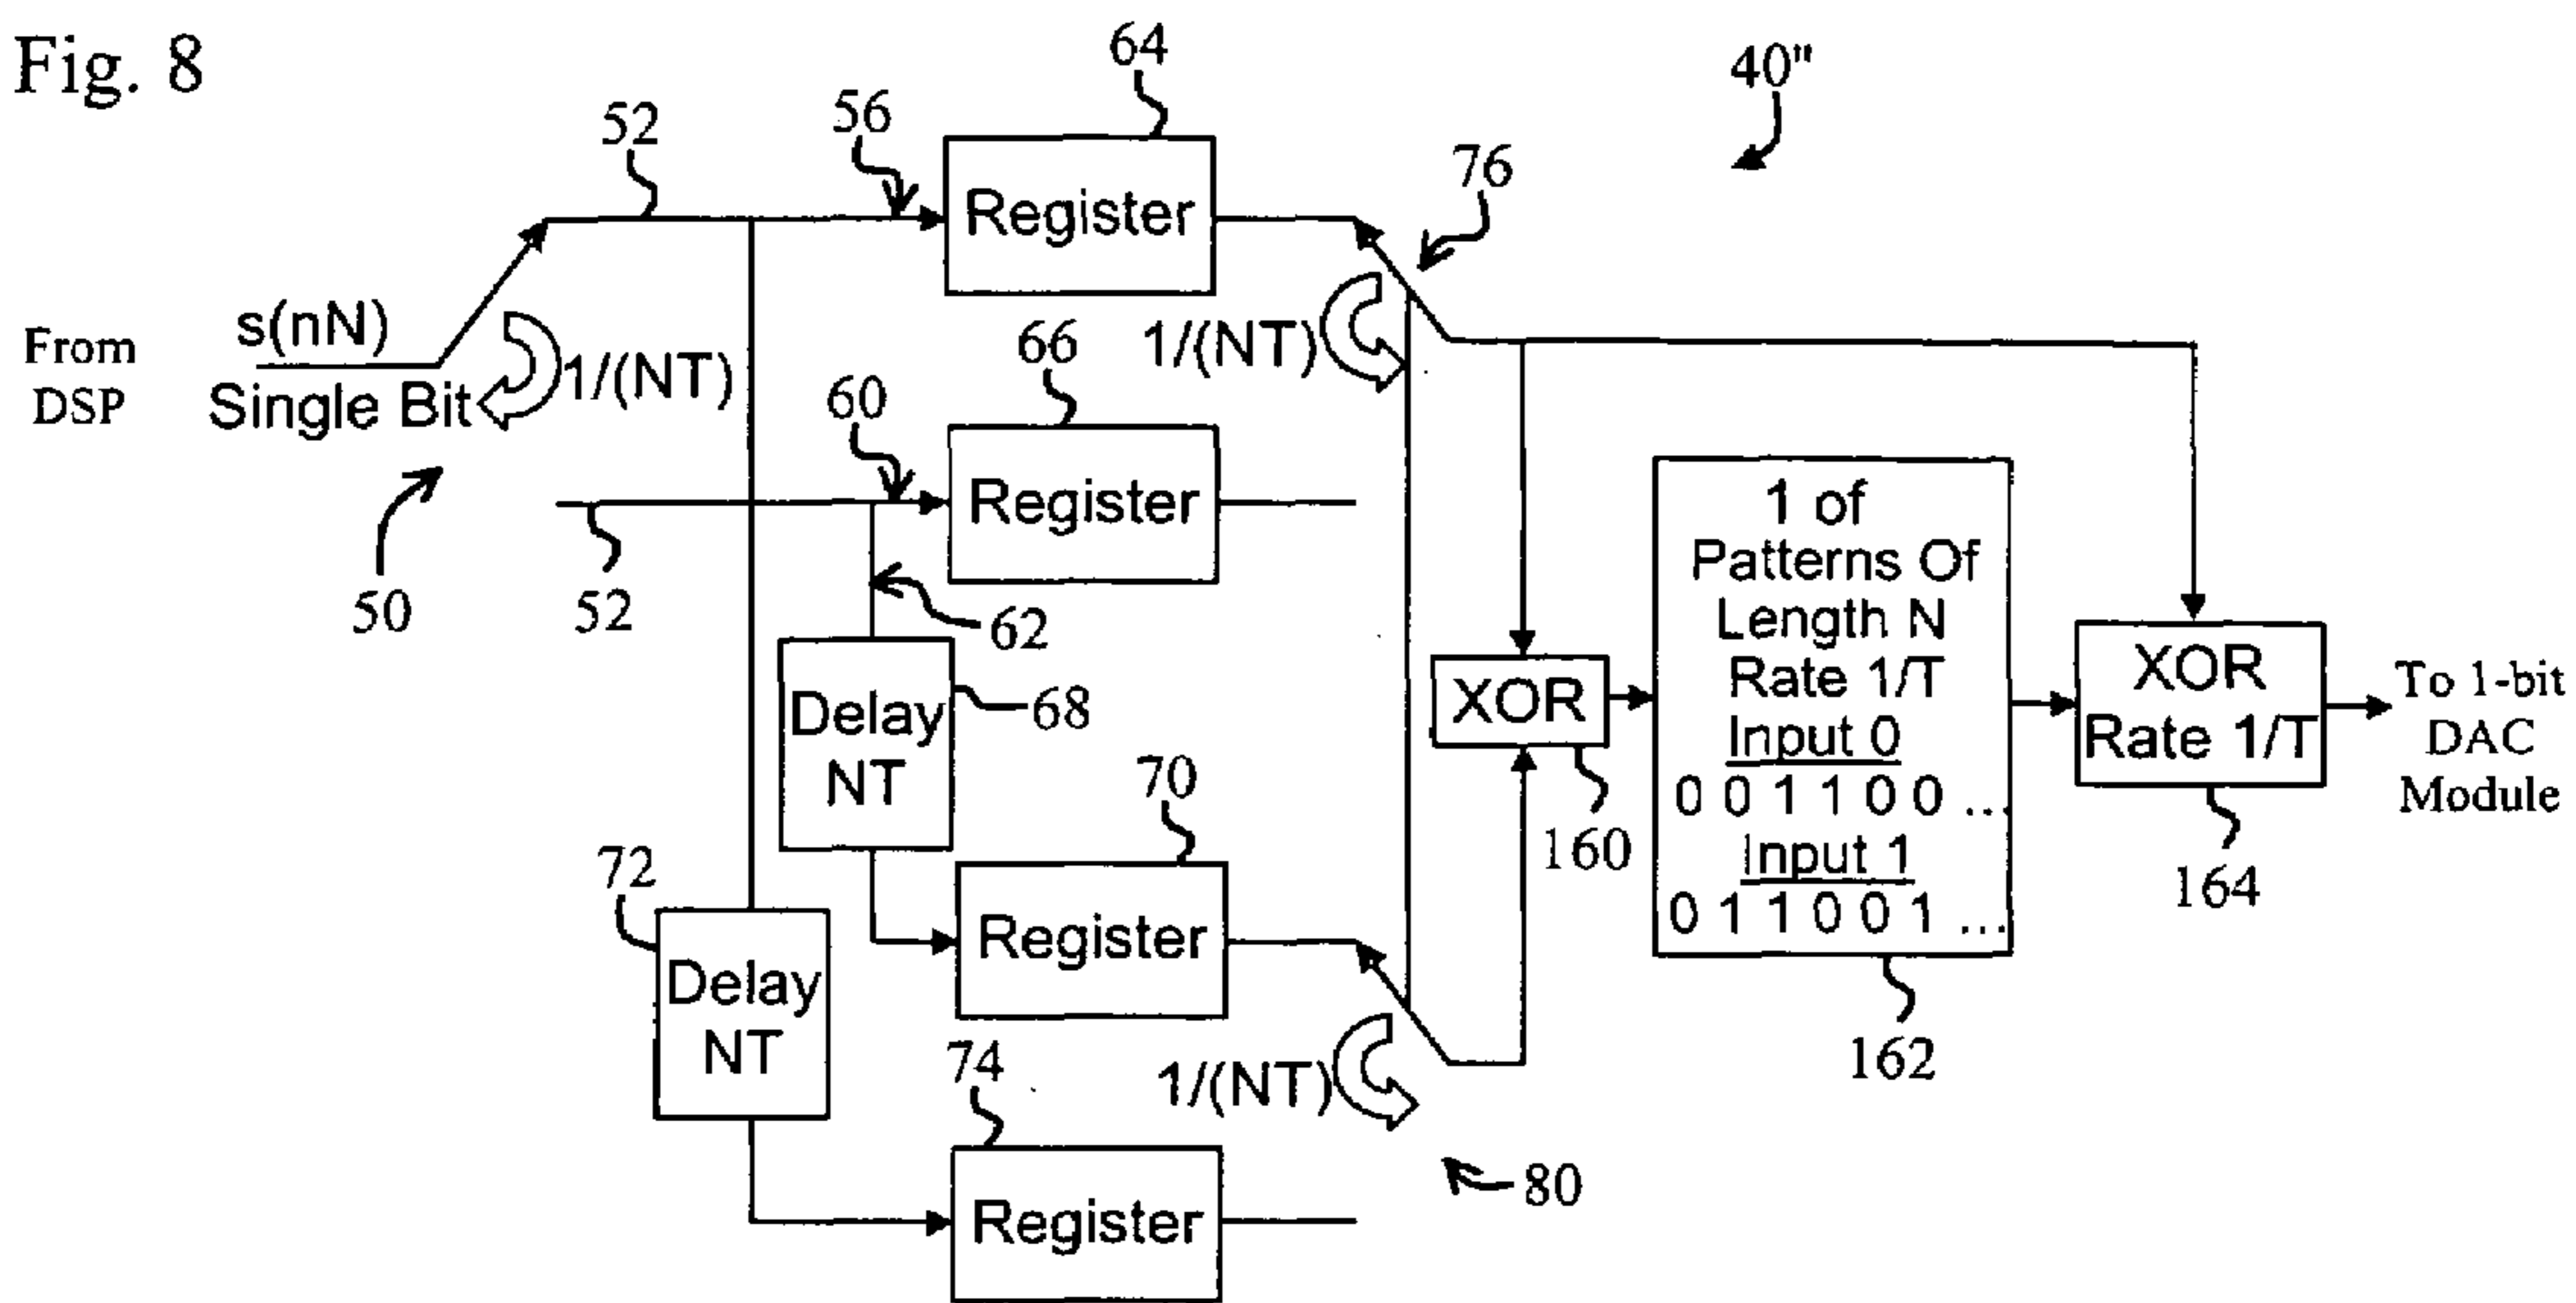 Fig. 8
64
40"
52
56
76
Register
s(nN)
From
DSP
Single Bit
1/(NT)
1/(NT)
66
60
Register
50
52
62
1 of
Patterns Of
Length N
Rate 1/T
Input 0
0 0 1 1 0 0 ...
Input 1
0 1 1 0 0 1 ...
XOR
XOR
Rate 1/T
To 1-bit
DAC
Module
Delay
NT
68
70
160
164
72
Register
162
Delay
NT
74
1/(NT)
Register
80